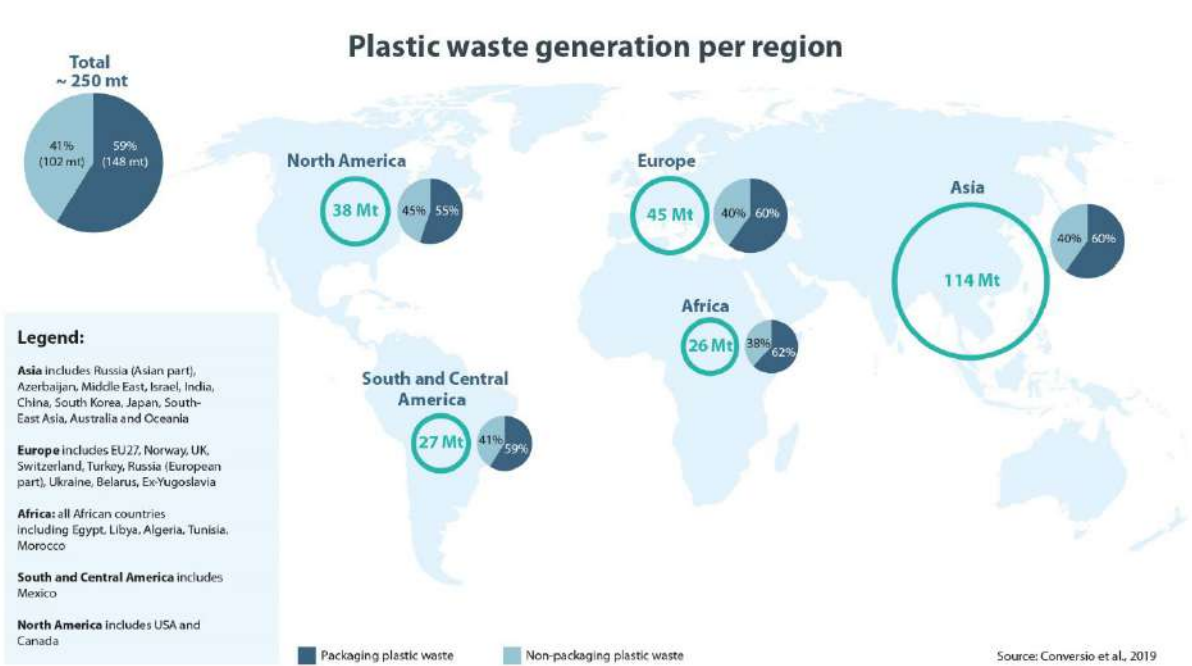 Plastic waste generation per region
Total
~ 250 mt
41%
(102 mt)
59%
(148 mt)
North America
38 Mt
45%
55%
Europe
45 Mt
40%
60%
Asia
114 Mt
40%
60%
Africa
26 Mt
38%
62%
South and Central
America
27 Mt
41%
59%
Legend:
Asia includes Russia (Asian part),
Azerbaijan, Middle East, Israel, India,
China, South Korea, Japan, South-
East Asia, Australia and Oceania
Europe includes EU27, Norway, UK,
Switzerland, Turkey, Russia (European
part), Ukraine, Belarus, Ex-Yugoslavia
Africa: all African countries
including Egypt, Libya, Algeria, Tunisia,
Morocco
South and Central America includes
Mexico
North America includes USA and
Canada
Packaging plastic waste
Non-packaging plastic waste
Source: Conversio et al., 2019